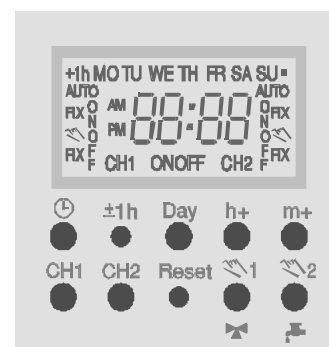 +1h MO TU WE TH FR SA SU
AUTO AUTO
FIX AM 88:88 ON FIX
ON PM OFF
FIX OFF CH1 ONOFF CH2 FIX
±1h Day h+ m+
CH1 CH2 Reset 1 2